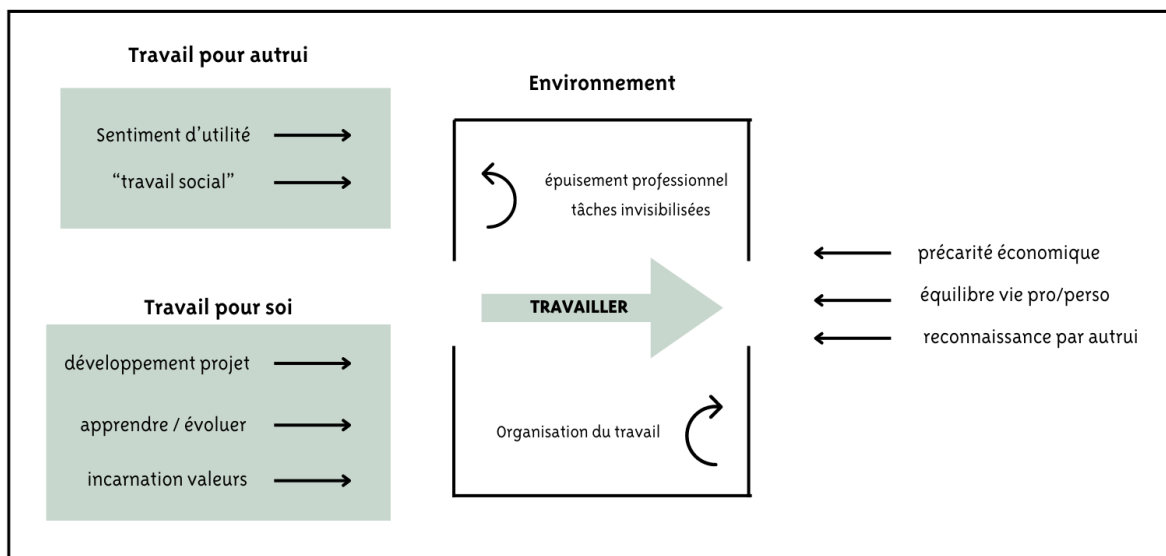 Travail pour autrui
Sentiment d'utilité
“travail social”
Travail pour soi
développement projet
apprendre / évoluer
incarnation valeurs
Environnement
épuisement professionnel
tâches invisibilisées
TRAVAILLER
Organisation du travail
précarité économique
équilibre vie pro/perso
reconnaissance par autrui